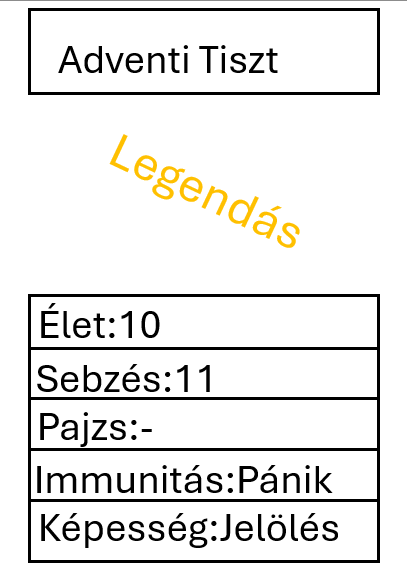 Adventi Tiszt
Legendás
Élet:10
Sebzés:11
Pajzs:-
Immunitás:Pánik
Képesség:Jelölés